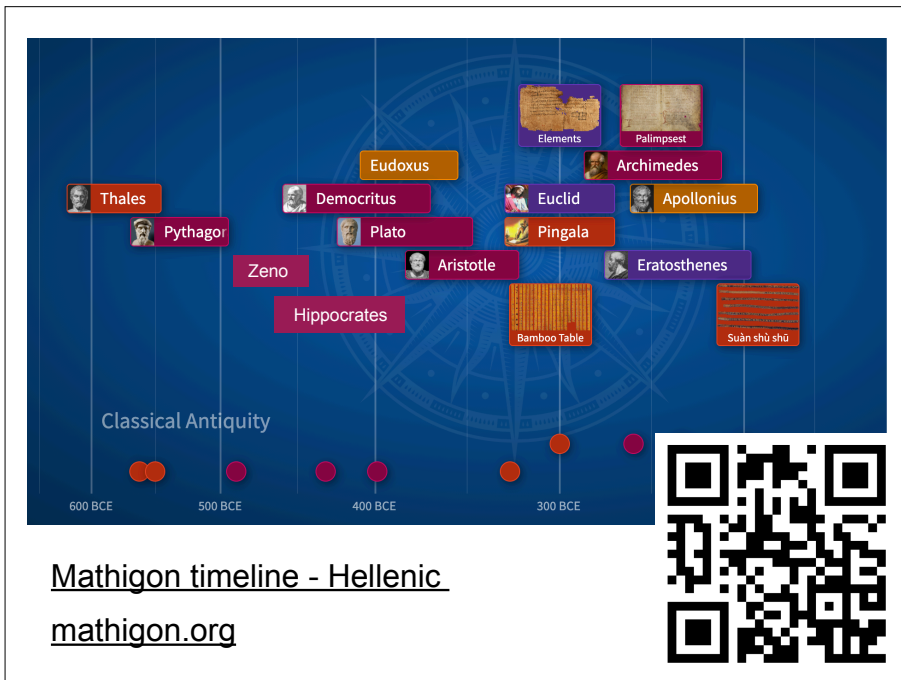 Elements
Palimpsest
Eudoxus
Archimedes
Thales
Democritus
Euclid
Apollonius
Pythagor
Plato
Pingala
Zeno
Aristotle
Eratosthenes
Hippocrates
Bamboo Table
Suàn shù shū
Classical Antiquity
600 BCE
500 BCE
400 BCE
300 BCE
Mathigon timeline - Hellenic
mathigon.org